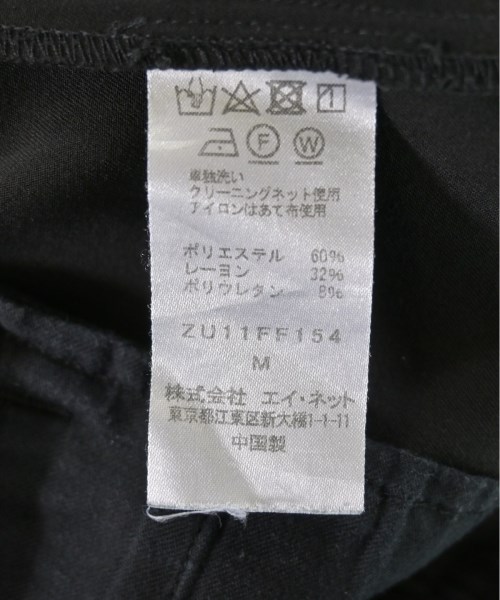 F W
単独洗い
クリーニングネット使用
アイロンはあて布使用
ポリエステル 60%
レーヨン 32%
ポリウレタン 8%
ZU11FF154
M
株式会社 エイ・ネット
東京都江東区新大橋1-1-11
中国製